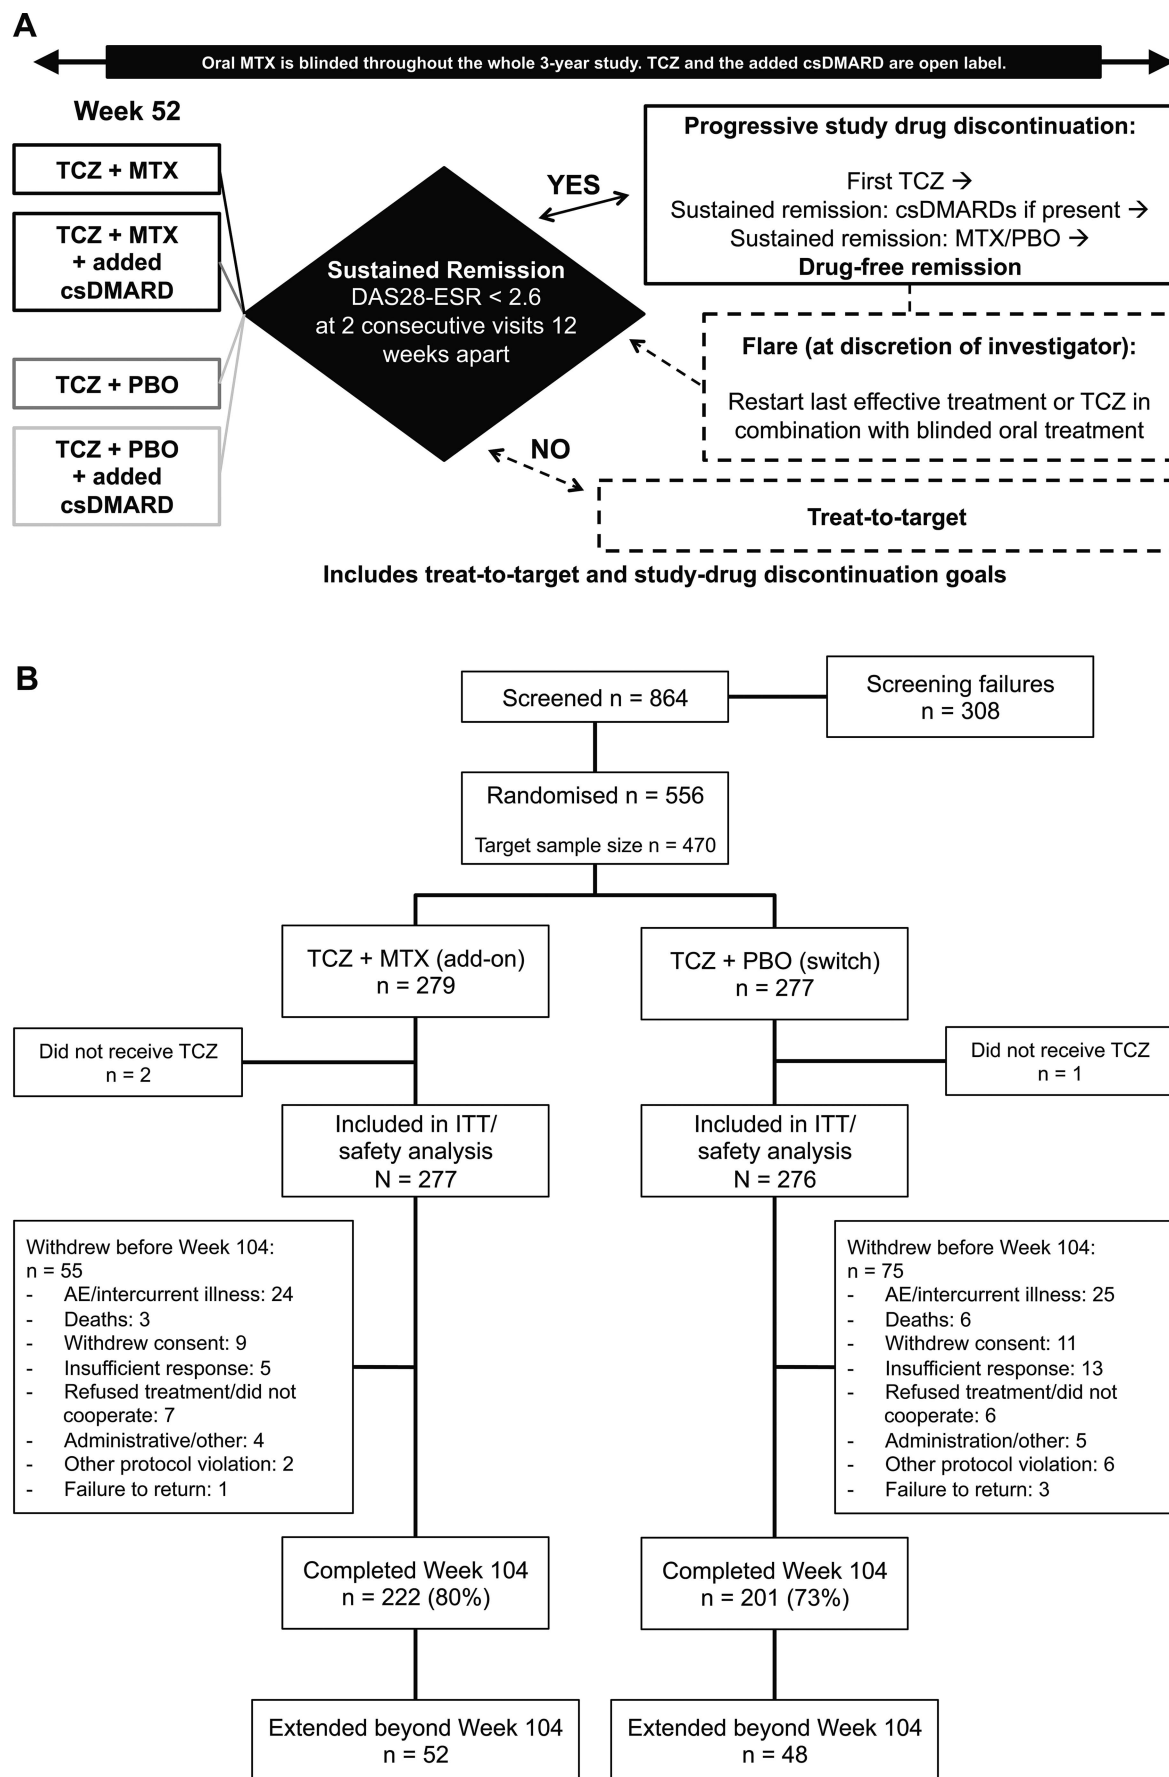 A
Oral MTX is blinded throughout the whole 3-year study. TCZ and the added csDMARD are open label.
Week 52
TCZ + MTX
TCZ + MTX
+ added
csDMARD
TCZ + PBO
TCZ + PBO
+ added
csDMARD
Sustained Remission
DAS28-ESR < 2.6
at 2 consecutive visits 12
weeks apart
YES
NO
Progressive study drug discontinuation:
First TCZ →
Sustained remission: csDMARDs if present →
Sustained remission: MTX/PBO →
Drug-free remission
Flare (at discretion of investigator):
Restart last effective treatment or TCZ in
combination with blinded oral treatment
Treat-to-target
Includes treat-to-target and study-drug discontinuation goals
B
Screened n = 864
Screening failures
n = 308
Randomised n = 556
Target sample size n = 470
TCZ + MTX (add-on)
n = 279
TCZ + PBO (switch)
n = 277
Did not receive TCZ
n = 2
Did not receive TCZ
n = 1
Included in ITT/
safety analysis
N = 277
Included in ITT/
safety analysis
N = 276
Withdrew before Week 104:
n = 55
- AE/intercurrent illness: 24
- Deaths: 3
- Withdrew consent: 9
- Insufficient response: 5
- Refused treatment/did not
cooperate: 7
- Administrative/other: 4
- Other protocol violation: 2
- Failure to return: 1
Withdrew before Week 104:
n = 75
- AE/intercurrent illness: 25
- Deaths: 6
- Withdrew consent: 11
- Insufficient response: 13
- Refused treatment/did not
cooperate: 6
- Administration/other: 5
- Other protocol violation: 6
- Failure to return: 3
Completed Week 104
n = 222 (80%)
Completed Week 104
n = 201 (73%)
Extended beyond Week 104
n = 52
Extended beyond Week 104
n = 48